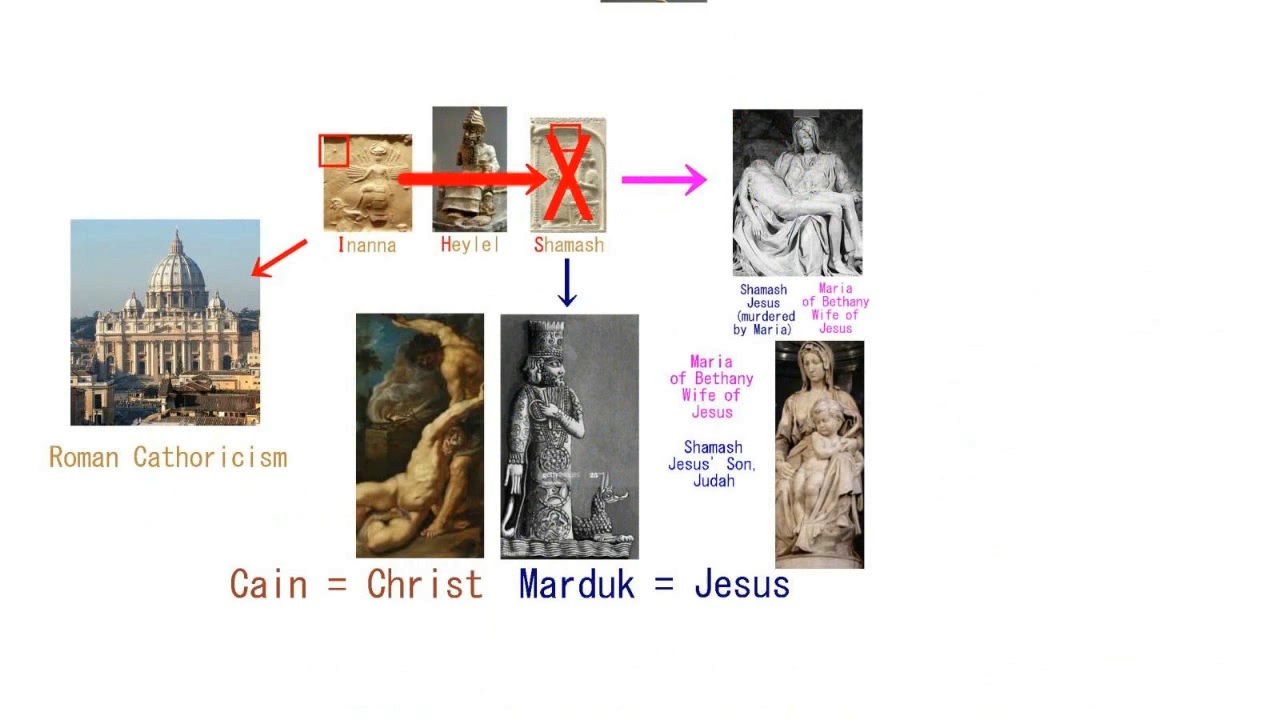 Inanna
Heylel
Shamash
Shamash
Jesus
(murdered
by Maria)
Maria
of Bethany
Wife of
Jesus
Maria
of Bethany
Wife of
Jesus
Shamash
Jesus' Son,
Judah
Roman Cathoricism
Cain = Christ
Marduk = Jesus